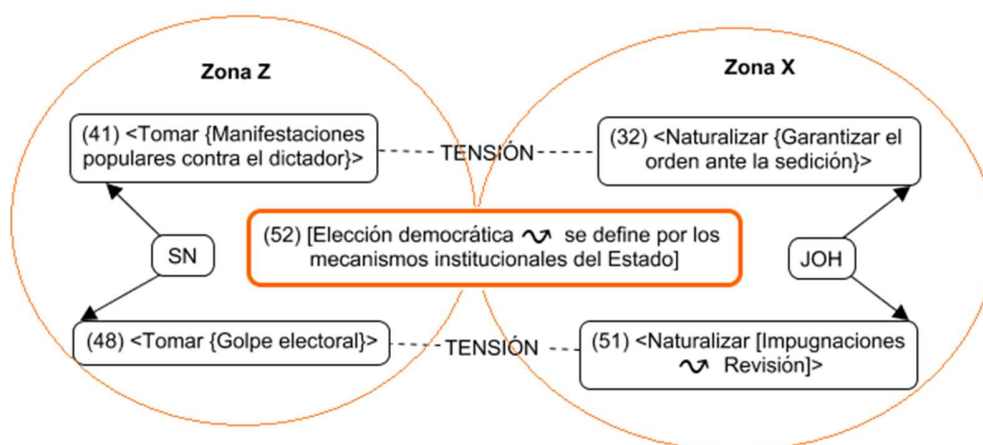 Zona Z
Zona X
(41) <Tomar {Manifestaciones
populares contra el dictador}>
TENSIÓN
(32) <Naturalizar {Garantizar el
orden ante la sedición}>
SN
(52) [Elección democrática ↝ se define por los
mecanismos institucionales del Estado]
JOH
(48) <Tomar {Golpe electoral}>
TENSIÓN
(51) <Naturalizar [Impugnaciones
↝ Revisión]>